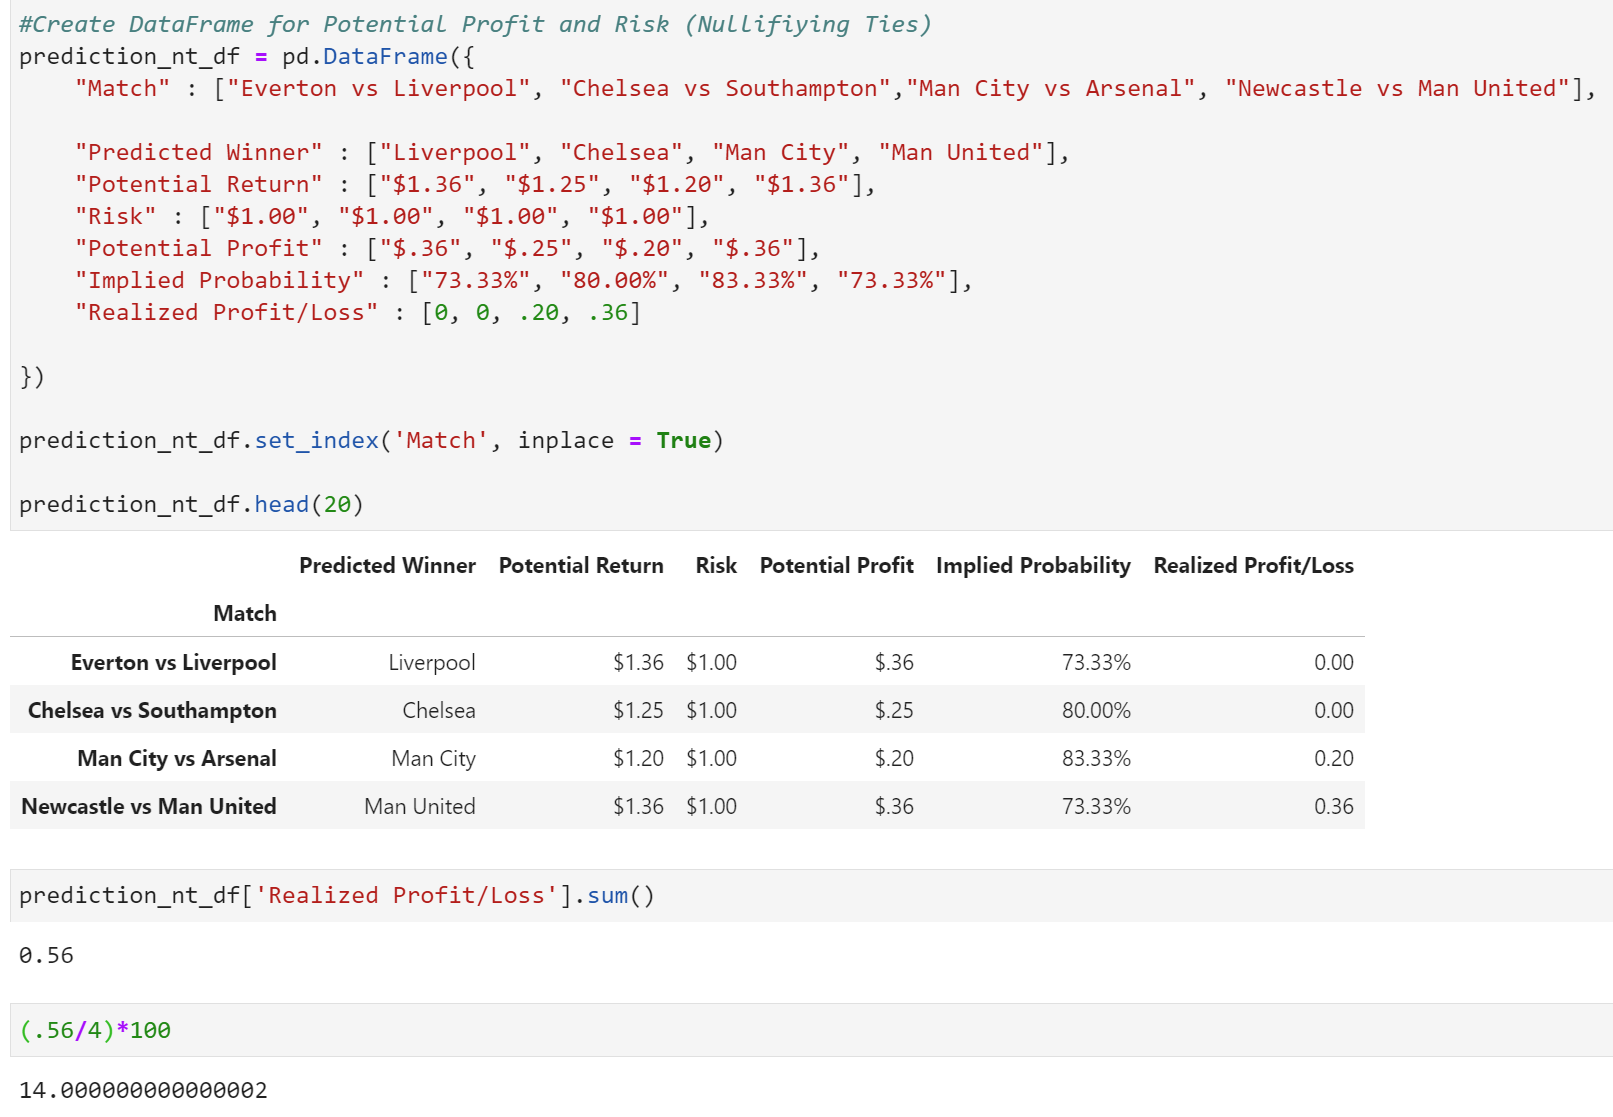 #Create DataFrame for Potential Profit and Risk (Nullifiying Ties)
prediction_nt_df = pd.DataFrame({
    "Match" : ["Everton vs Liverpool", "Chelsea vs Southampton","Man City vs Arsenal", "Newcastle vs Man United"],
    "Predicted Winner" : ["Liverpool", "Chelsea", "Man City", "Man United"],
    "Potential Return" : ["$1.36", "$1.25", "$1.20", "$1.36"],
    "Risk" : ["$1.00", "$1.00", "$1.00", "$1.00"],
    "Potential Profit" : ["$.36", "$.25", "$.20", "$.36"],
    "Implied Probability" : ["73.33%", "80.00%", "83.33%", "73.33%"],
    "Realized Profit/Loss" : [0, 0, .20, .36]
})
prediction_nt_df.set_index('Match', inplace = True)
prediction_nt_df.head(20)
Predicted Winner Potential Return Risk Potential Profit Implied Probability Realized Profit/Loss
Match
Everton vs Liverpool Liverpool $1.36 $1.00 $.36 73.33% 0.00
Chelsea vs Southampton Chelsea $1.25 $1.00 $.25 80.00% 0.00
Man City vs Arsenal Man City $1.20 $1.00 $.20 83.33% 0.20
Newcastle vs Man United Man United $1.36 $1.00 $.36 73.33% 0.36
prediction_nt_df['Realized Profit/Loss'].sum()
0.56
(.56/4)*100
14.000000000000002